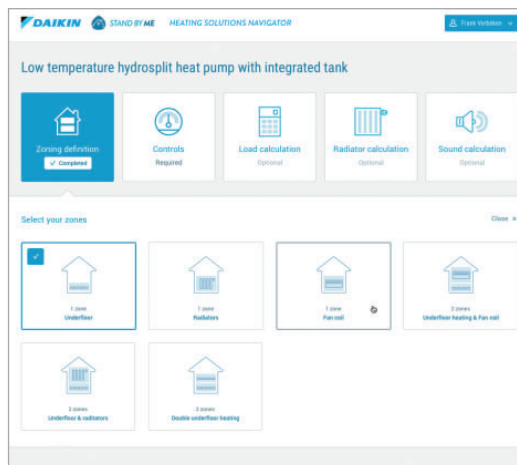 DAIKIN STAND BY ME HEATING SOLUTIONS NAVIGATOR
Frank Verbiken
Low temperature hydrosplit heat pump with integrated tank
Zoning definition
Completed
Controls
Required
Load calculation
Optional
Radiator calculation
Optional
Sound calculation
Optional
Select your zones
Close ×
1 zone
Underfloor
1 zone
Radiators
1 zone
Fan coil
2 zones
Underfloor heating & Fan coil
2 zones
Underfloor & raditators
2 zones
Double underfloor heating